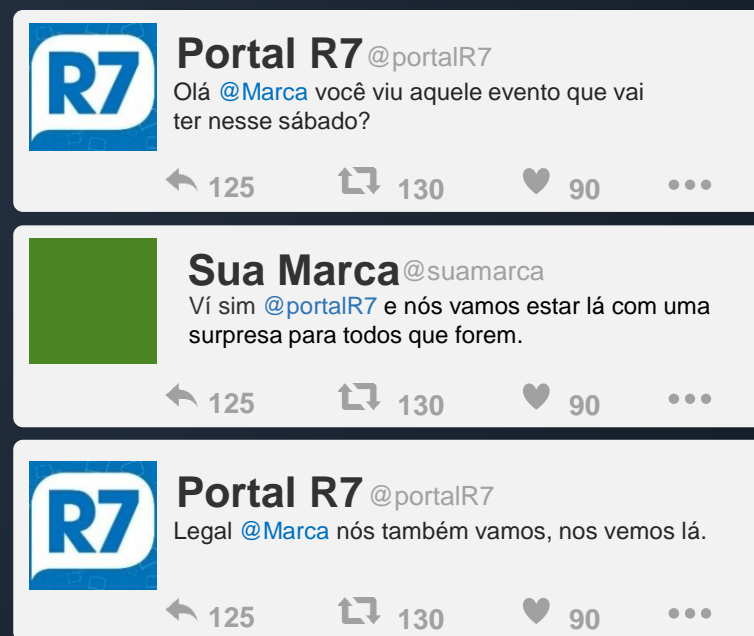 R7
Portal R7 @portalR7
Olá @Marca você viu aquele evento que vai
ter nesse sábado?
125 130 90
Sua Marca @suamarca
Ví sim @portalR7 e nós vamos estar lá com uma
surpresa para todos que forem.
125 130 90
R7
Portal R7 @portalR7
Legal @Marca nós também vamos, nos vemos lá.
125 130 90